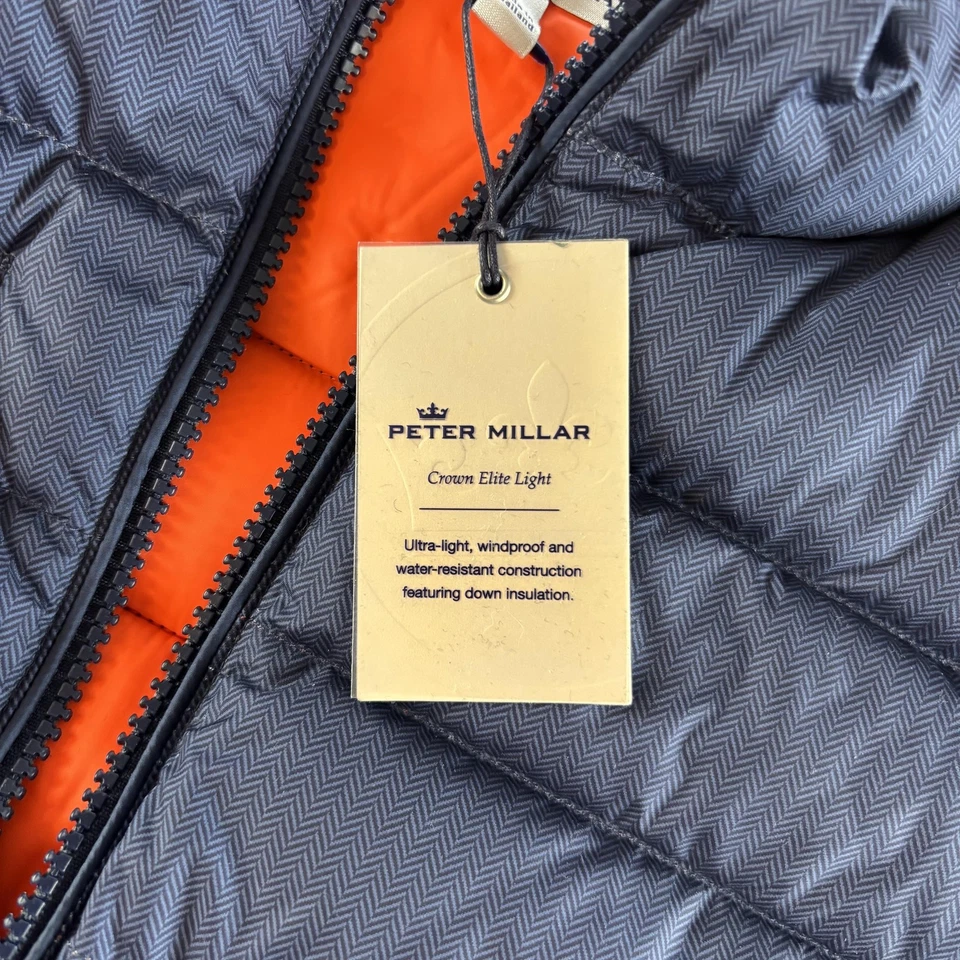 PETER MILLAR
Crown Elite Light
Ultra-light, windproof and
water-resistant construction
featuring down insulation.